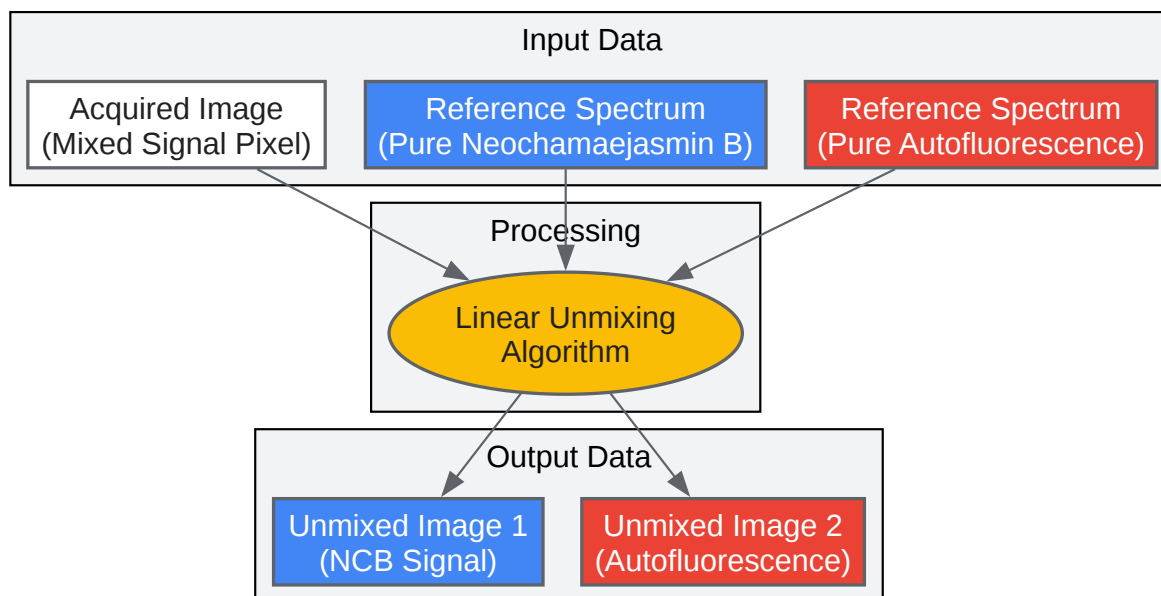 Input Data
Acquired Image
(Mixed Signal Pixel)
Reference Spectrum
(Pure Neochamaejasmin B)
Reference Spectrum
(Pure Autofluorescence)
Processing
Linear Unmixing
Algorithm
Output Data
Unmixed Image 1
(NCB Signal)
Unmixed Image 2
(Autofluorescence)